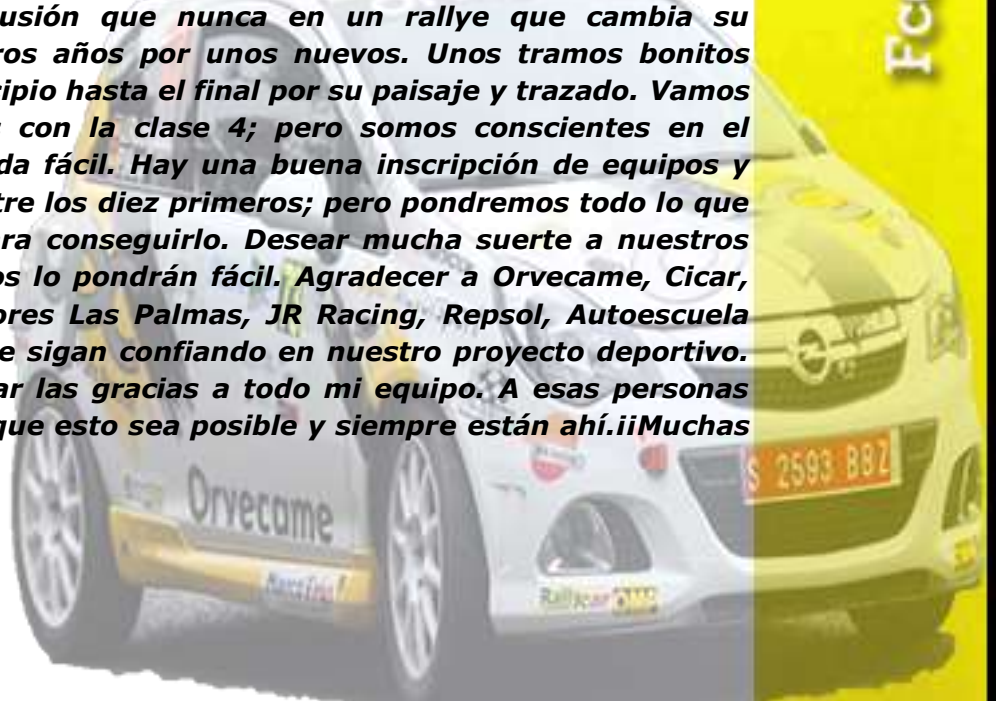 usión que nunca en un rallye que cambia su
ros años por unos nuevos. Unos tramos bonitos
cipio hasta el final por su paisaje y trazado. Vamos
con la clase 4; pero somos conscientes en el
da fácil. Hay una buena inscripción de equipos y
tre los diez primeros; pero pondremos todo lo que
ara conseguirlo. Desear mucha suerte a nuestros
os lo pondrán fácil. Agradecer a Orvecame, Cicar,
ores Las Palmas, JR Racing, Repsol, Autoescuela
e sigan confiando en nuestro proyecto deportivo.
ar las gracias a todo mi equipo. A esas personas
que esto sea posible y siempre están ahí.¡¡Muchas
Fc
Orvecame
S 2593 BBZ
Rallycar OMV